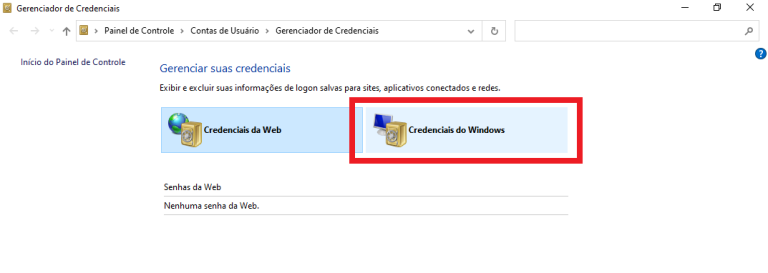 Gerenciador de Credenciais
Painel de Controle > Contas de Usuário > Gerenciador de Credenciais
Início do Painel de Controle
Gerenciar suas credenciais
Exibir e excluir suas informações de logon salvas para sites, aplicativos conectados e redes.
Credenciais da Web
Credenciais do Windows
Senhas da Web
Nenhuma senha da Web.